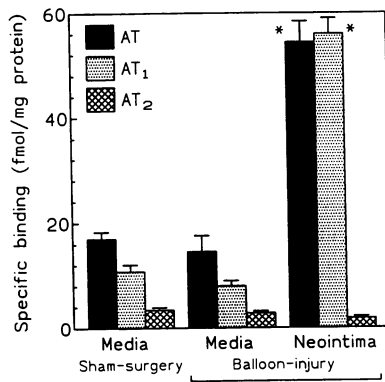 60
40
20
0
Specific binding (fmol/mg protein)
AT
AT1
AT2
*
*
Media
Media
Neointima
Sham-surgery
Balloon-injury